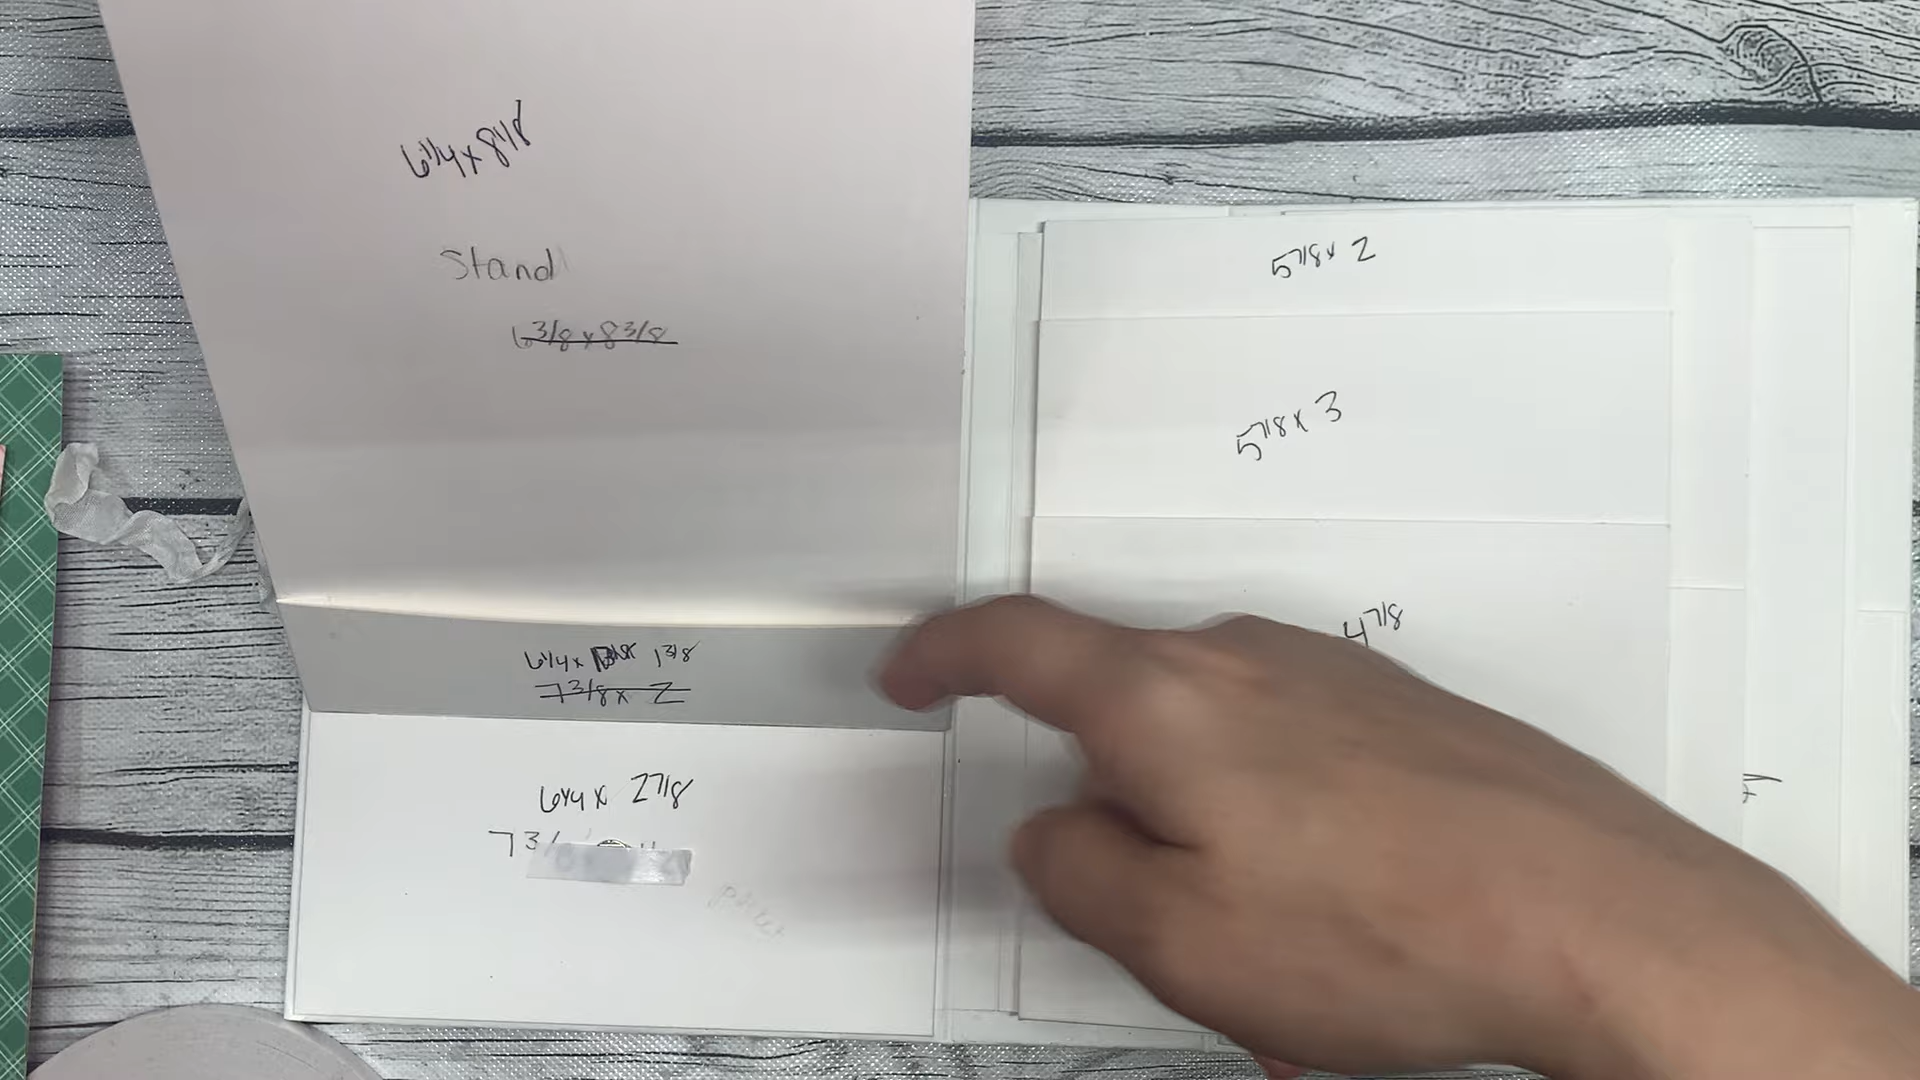 6 1/4 x 8 1/8
Stand
6 3/8 x 8 3/8
6 1/4 x 1 3/8
7 3/8 x 2
6 1/4 x 2 7/8
7 3/
5 7/8 x 2
5 7/8 x 3
4 7/8